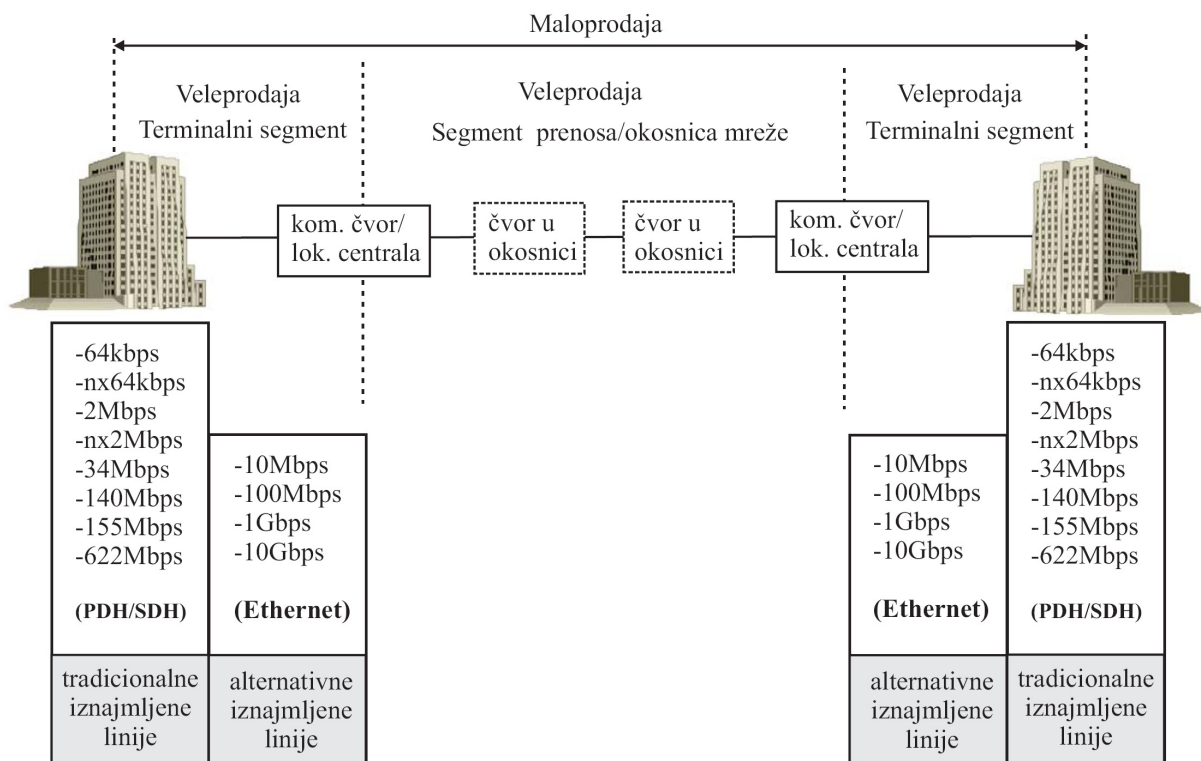 Maloprodaja
Veleprodaja
Terminalni segment
Veleprodaja
Segment prenosa/okosnica mreže
Veleprodaja
Terminalni segment
kom. čvor/
lok. centrala
čvor u
okosnici
čvor u
okosnici
kom. čvor/
lok. centrala
-64kbps
-nx64kbps
-2Mbps
-nx2Mbps
-34Mbps
-140Mbps
-155Mbps
-622Mbps
(PDH/SDH)
tradicionalne
iznajmljene
linije
-10Mbps
-100Mbps
-1Gbps
-10Gbps
(Ethernet)
alternativne
iznajmljene
linije
-10Mbps
-100Mbps
-1Gbps
-10Gbps
(Ethernet)
alternativne
iznajmljene
linije
-64kbps
-nx64kbps
-2Mbps
-nx2Mbps
-34Mbps
-140Mbps
-155Mbps
-622Mbps
(PDH/SDH)
tradicionalne
iznajmljene
linije